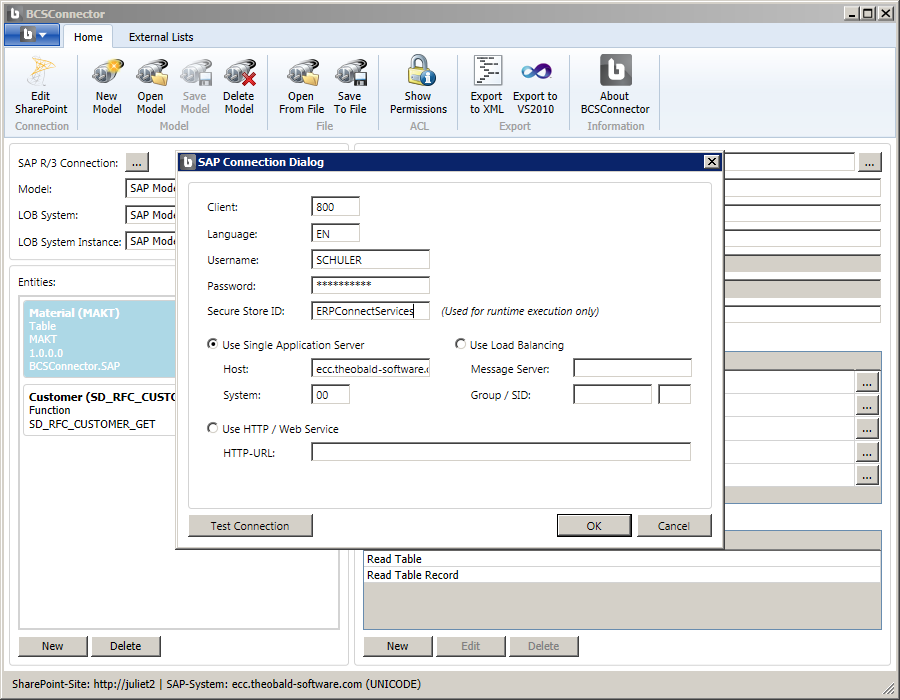 BCSConnector
Home
External Lists
Edit SharePoint
New Model
Open Model
Save Model
Delete Model
Open From File
Save To File
Show Permissions
Export to XML
Export to VS2010
About BCSConnector
Connection
Model
File
ACL
Export
Information
SAP R/3 Connection: ...
Model: SAP Mode
LOB System: SAP Mode
LOB System Instance: SAP Mode
Entities:
Material (MAKT)
Table
MAKT
1.0.0.0
BCSConnector.SAP
Customer (SD_RFC_CUSTO
Function
SD_RFC_CUSTOMER_GET
New
Delete
SAP Connection Dialog
Client: 800
Language: EN
Username: SCHULER
Password: **********
Secure Store ID: ERPConnectServices (Used for runtime execution only)
Use Single Application Server
Host: ecc.theobald-software.c
System: 00
Use Load Balancing
Message Server:
Group / SID:
Use HTTP / Web Service
HTTP-URL:
Test Connection
OK
Cancel
...
...
...
...
...
...
Read Table
Read Table Record
New
Edit
Delete
SharePoint-Site: http://juliet2 | SAP-System: ecc.theobald-software.com (UNICODE)